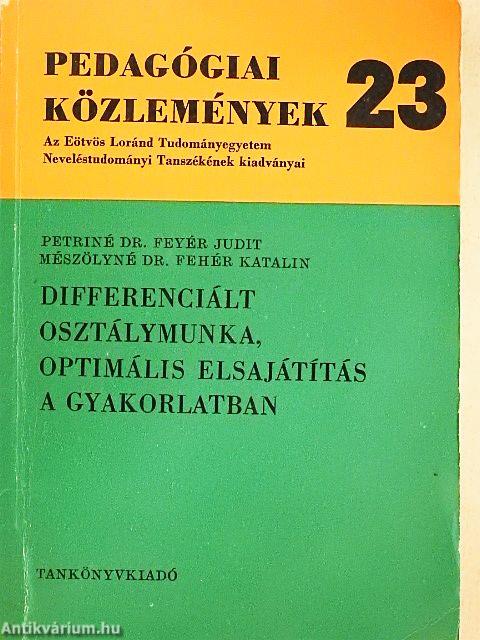 PEDAGÓGIAI
KÖZLEMÉNYEK 23
Az Eötvös Loránd Tudományegyetem
Neveléstudományi Tanszékének kiadványai
PETRINÉ DR. FEYÉR JUDIT
MÉSZÖLYNÉ DR. FEHÉR KATALIN
DIFFERENCIÁLT
OSZTÁLYMUNKA,
OPTIMÁLIS ELSAJÁTÍTÁS
A GYAKORLATBAN
TANKÖNYVKIADÓ
Antikvárium.hu